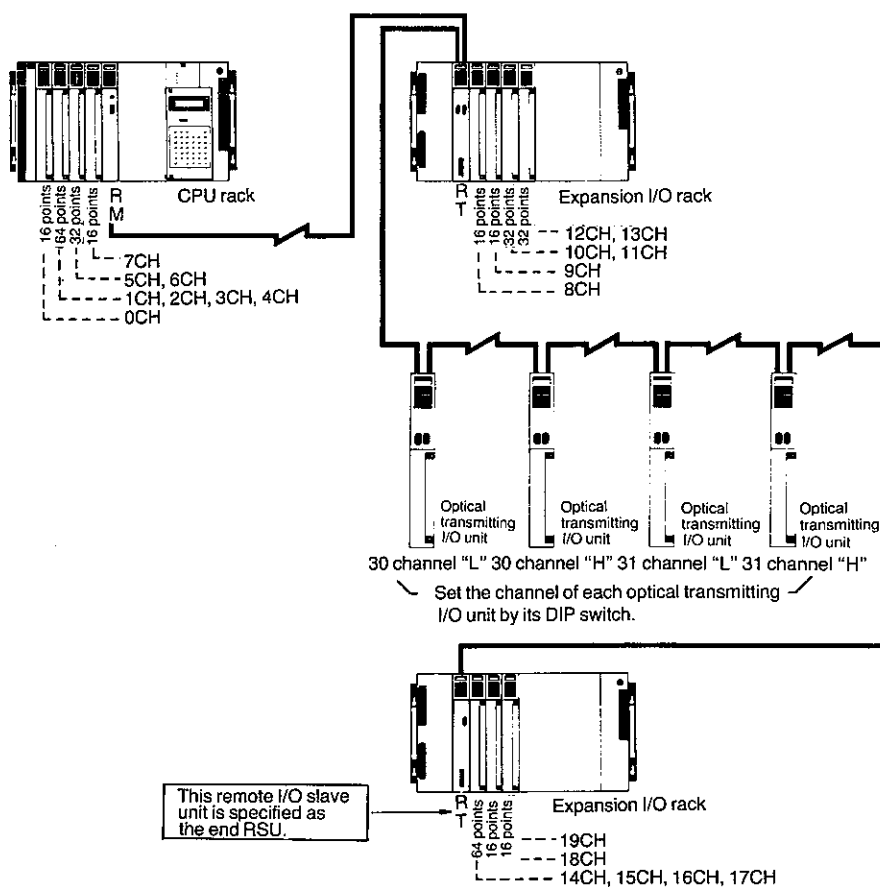 CPU rack
16 points
64 points
32 points
16 points
RM
7CH
5CH, 6CH
1CH, 2CH, 3CH, 4CH
0CH
Expansion I/O rack
RT
16 points
16 points
32 points
32 points
12CH, 13CH
10CH, 11CH
9CH
8CH
Optical
transmitting
I/O unit
Optical
transmitting
I/O unit
Optical
transmitting
I/O unit
Optical
transmitting
I/O unit
30 channel "L" 30 channel "H" 31 channel "L" 31 channel "H"
Set the channel of each optical transmitting
I/O unit by its DIP switch.
This remote I/O slave
unit is specified as
the end RSU.
RT
Expansion I/O rack
64 points
16 points
16 points
19CH
18CH
14CH, 15CH, 16CH, 17CH